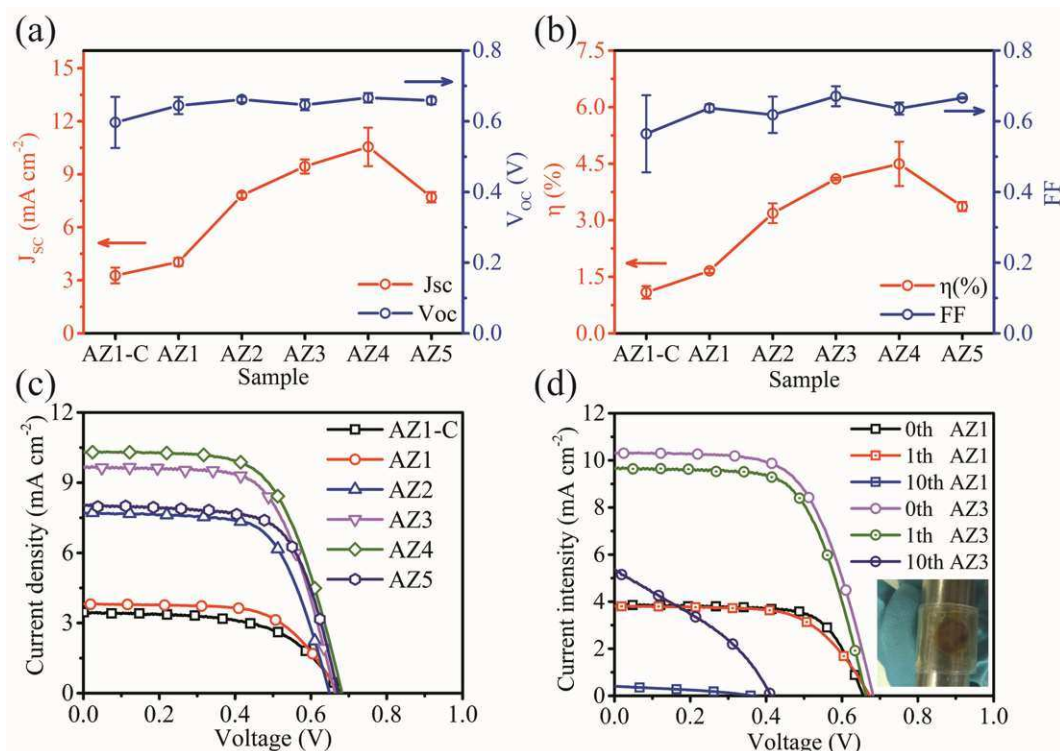 (a)
15
12
9
6
3
0
J_SC (mA cm⁻²)
0.8
0.6
0.4
0.2
0.0
V_OC (V)
Jsc
Voc
AZ1-C AZ1 AZ2 AZ3 AZ4 AZ5
Sample
(b)
7.5
6.0
4.5
3.0
1.5
0.0
η (%)
0.8
0.6
0.4
0.2
0.0
FF
η(%)
FF
AZ1-C AZ1 AZ2 AZ3 AZ4 AZ5
Sample
(c)
12
9
6
3
0
Current density (mA cm⁻²)
AZ1-C
AZ1
AZ2
AZ3
AZ4
AZ5
0.0 0.2 0.4 0.6 0.8 1.0
Voltage (V)
(d)
12
10
8
6
4
2
0
Current intensity (mA cm⁻²)
0th AZ1
1th AZ1
10th AZ1
0th AZ3
1th AZ3
10th AZ3
0.0 0.2 0.4 0.6 0.8 1.0
Voltage (V)